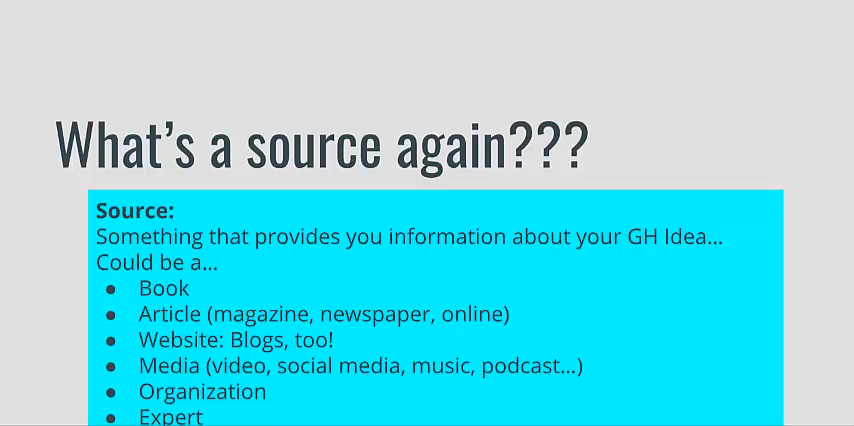 What's a source again???
Source:
Something that provides you information about your GH Idea...
Could be a...
● Book
● Article (magazine, newspaper, online)
● Website: Blogs, too!
● Media (video, social media, music, podcast...)
● Organization
● Expert